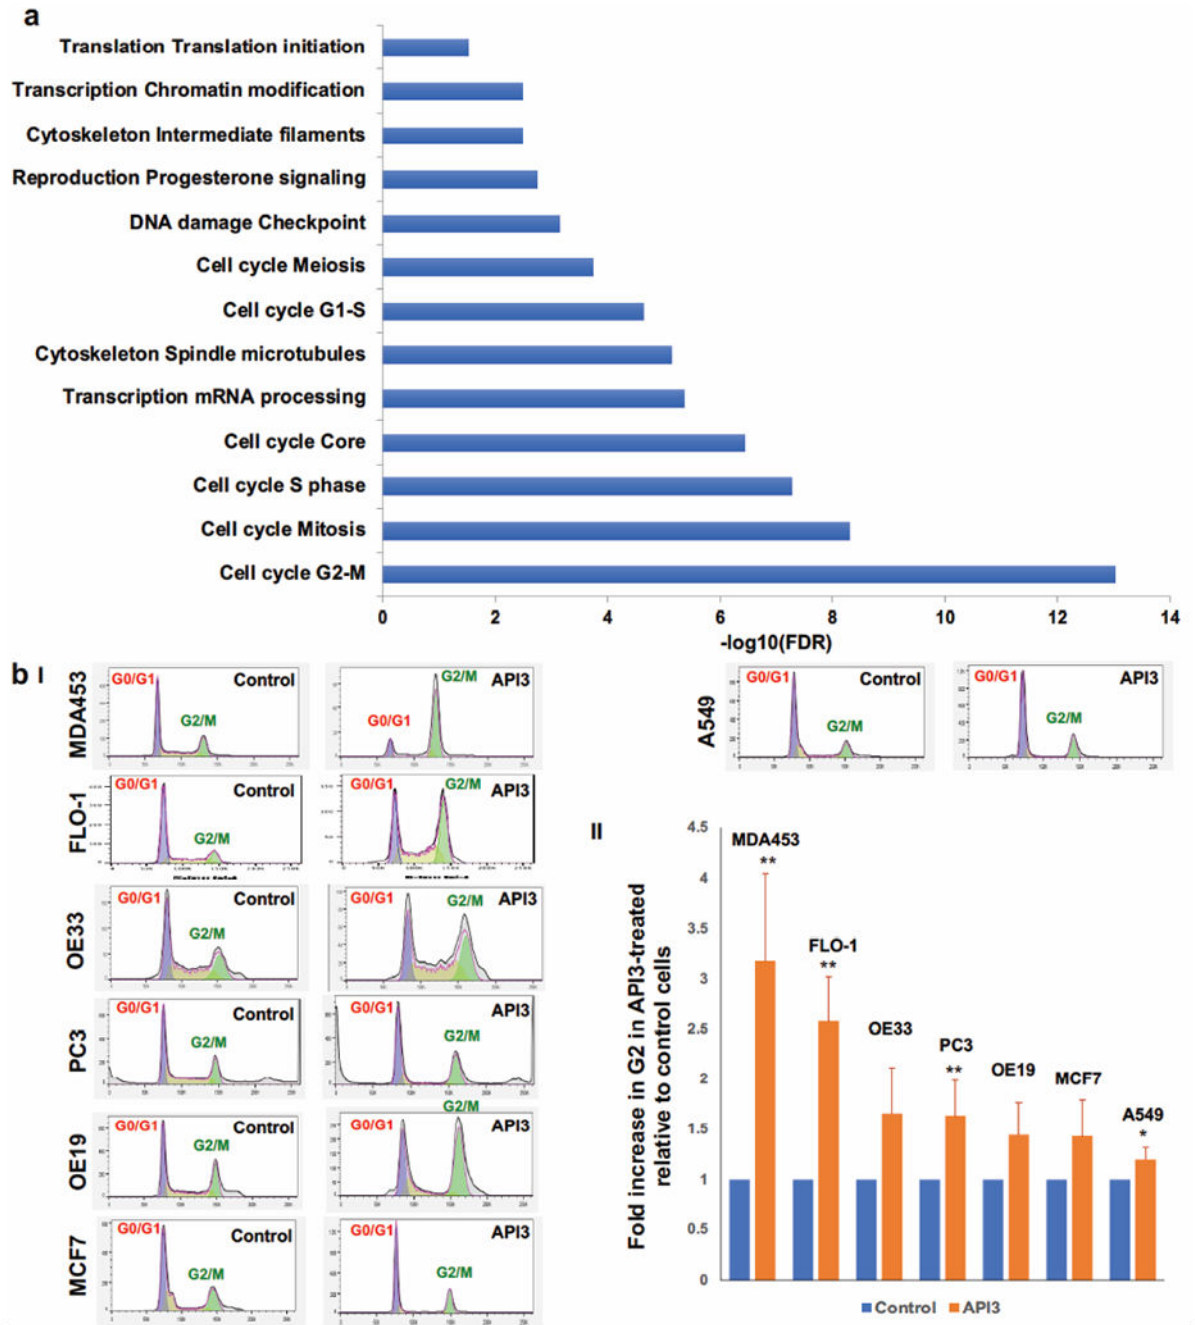 a
Translation Translation initiation
Transcription Chromatin modification
Cytoskeleton Intermediate filaments
Reproduction Progesterone signaling
DNA damage Checkpoint
Cell cycle Meiosis
Cell cycle G1-S
Cytoskeleton Spindle microtubules
Transcription mRNA processing
Cell cycle Core
Cell cycle S phase
Cell cycle Mitosis
Cell cycle G2-M
0 2 4 6 8 10 12 14
-log10(FDR)
b I
MDA453
G0/G1 G2/M Control
G0/G1 G2/M API3
FLO-1
G0/G1 G2/M Control
G0/G1 G2/M API3
OE33
G0/G1 G2/M Control
G0/G1 G2/M API3
PC3
G0/G1 G2/M Control
G0/G1 G2/M API3
OE19
G0/G1 G2/M Control
G0/G1 G2/M API3
MCF7
G0/G1 G2/M Control
G0/G1 G2/M API3
A549
G0/G1 G2/M Control
G0/G1 G2/M API3
II
Fold increase in G2 in API3-treated
relative to control cells
4.5
4
3.5
3
2.5
2
1.5
1
0.5
0
MDA453
**
FLO-1
**
OE33
PC3
**
OE19
MCF7
A549
*
Control API3